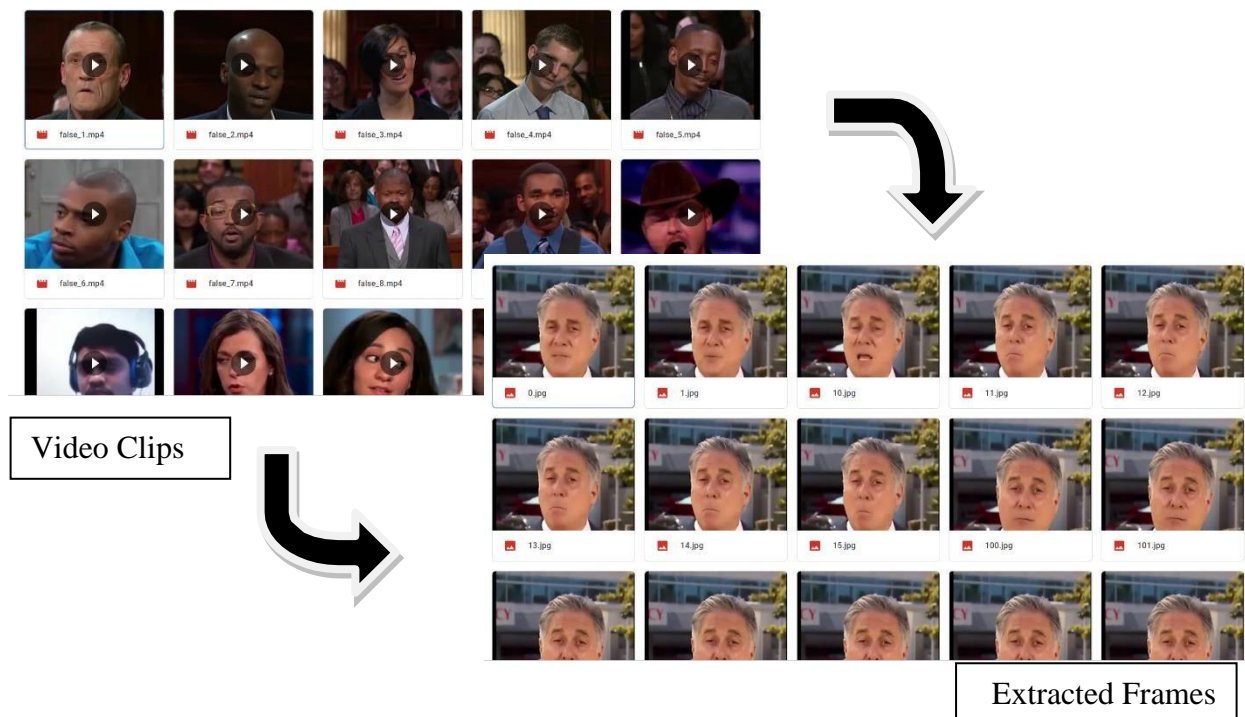 false_1.mp4
false_2.mp4
false_3.mp4
false_4.mp4
false_5.mp4
false_6.mp4
false_7.mp4
false_8.mp4
Video Clips
0.jpg
1.jpg
10.jpg
11.jpg
12.jpg
13.jpg
14.jpg
15.jpg
100.jpg
101.jpg
Extracted Frames